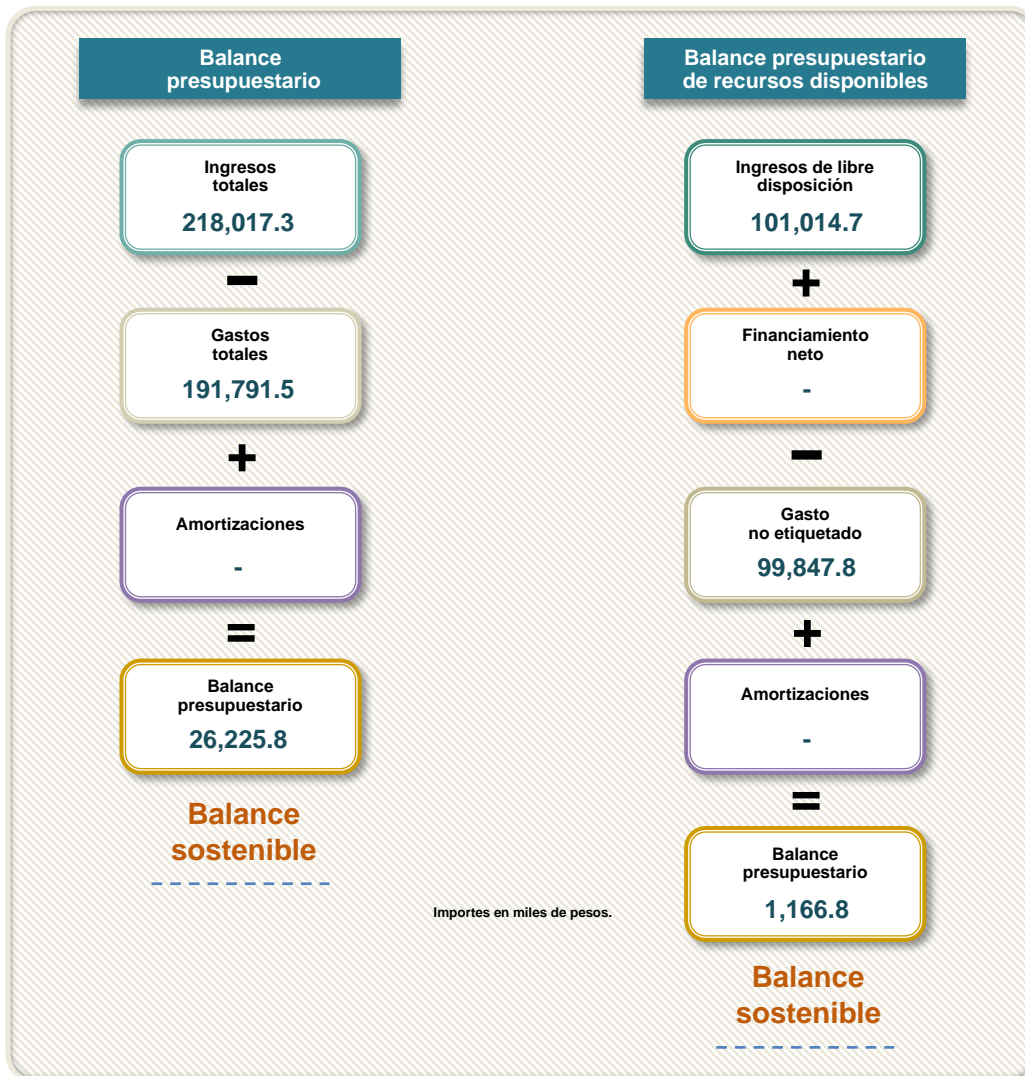 Balance
presupuestario
Ingresos
totales
218,017.3
−
Gastos
totales
191,791.5
+
Amortizaciones
-
=
Balance
presupuestario
26,225.8
Balance
sostenible
Balance presupuestario
de recursos disponibles
Ingresos de libre
disposición
101,014.7
+
Financiamiento
neto
-
−
Gasto
no etiquetado
99,847.8
+
Amortizaciones
-
=
Balance
presupuestario
1,166.8
Balance
sostenible
Importes en miles de pesos.